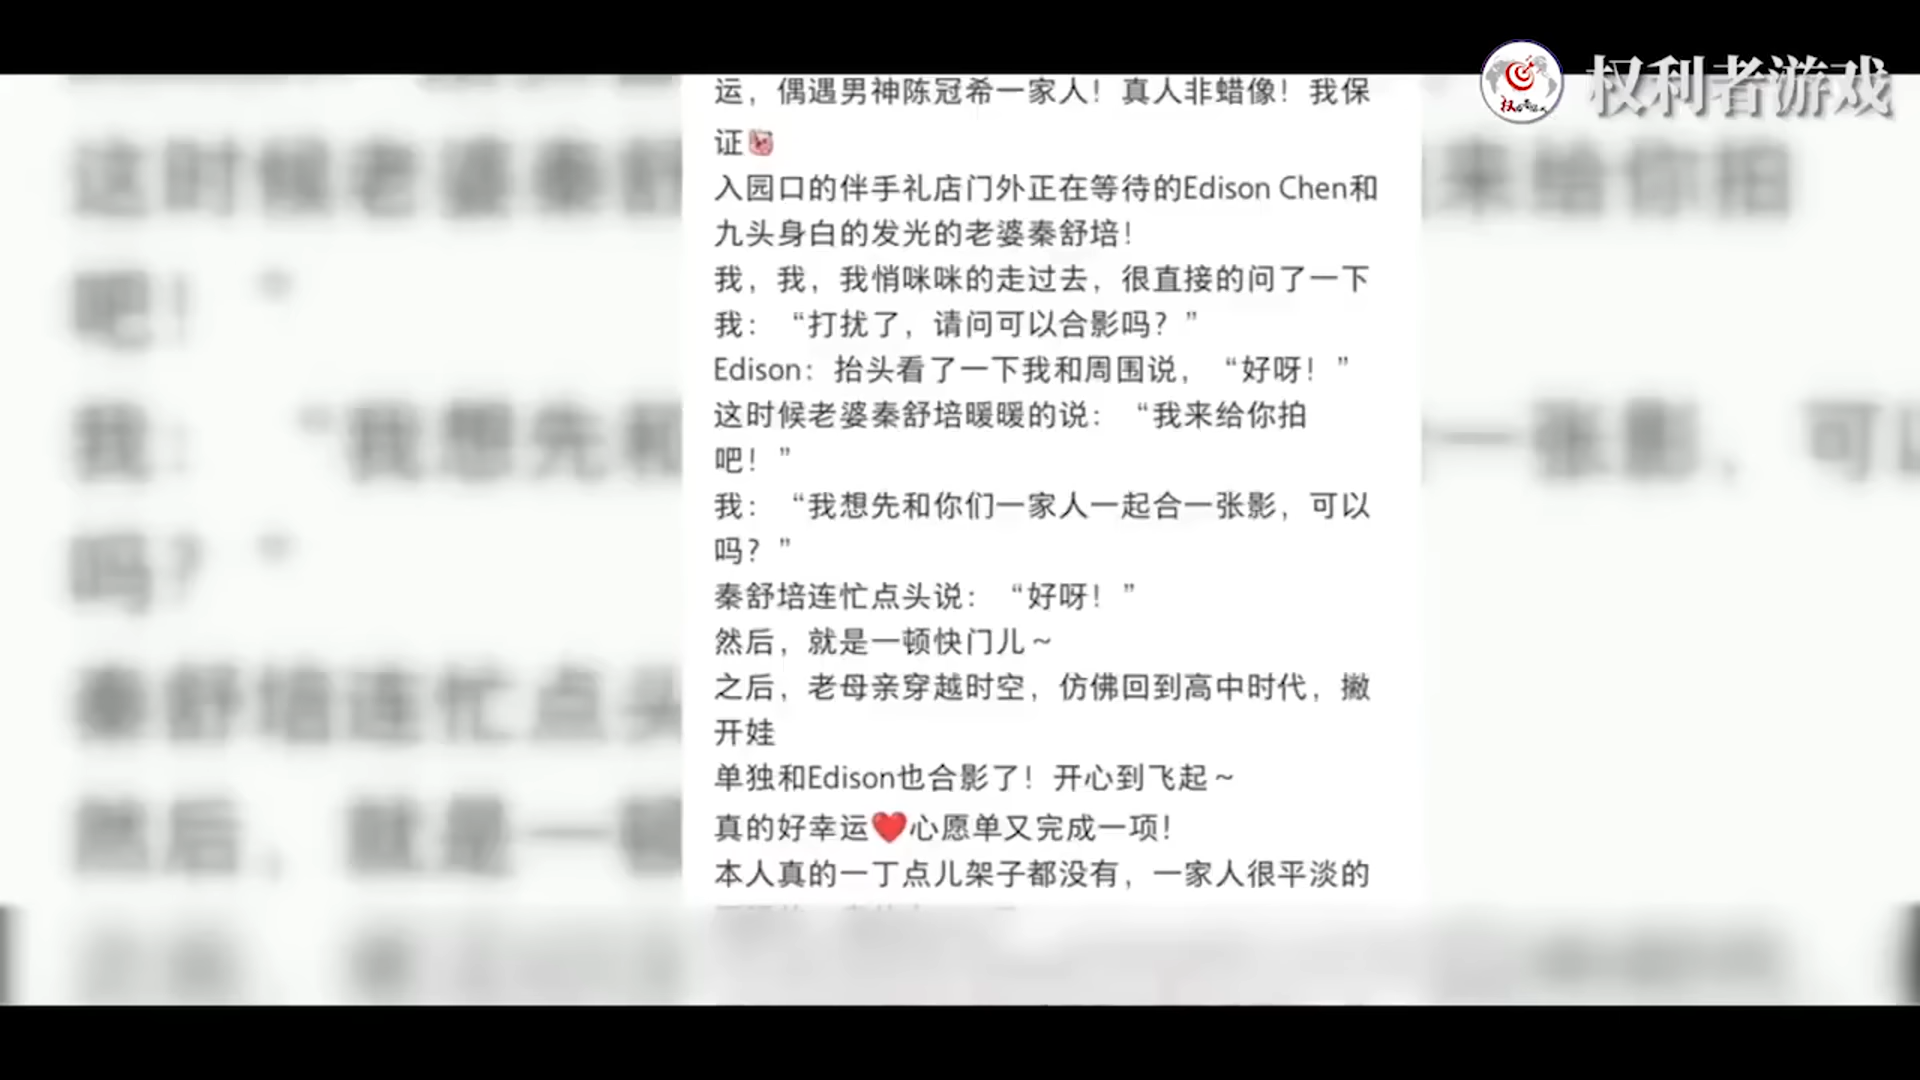 权利者游戏
运，偶遇男神陈冠希一家人！真人非蜡像！我保
证
入园口的伴手礼店门外正在等待的Edison Chen和
九头身白的发光的老婆秦舒培！
我，我，我悄咪咪的走过去，很直接的问了一下
我：“打扰了，请问可以合影吗？”
Edison：抬头看了一下我和周围说，“好呀！”
这时候老婆秦舒培暖暖的说：“我来给你拍
吧！”
我：“我想先和你们一家人一起合一张影，可以
吗？”
秦舒培连忙点头说：“好呀！”
然后，就是一顿快门儿～
之后，老母亲穿越时空，仿佛回到高中时代，撇
开娃
单独和Edison也合影了！开心到飞起～
真的好幸运❤️心愿单又完成一项！
本人真的一丁点儿架子都没有，一家人很平淡的